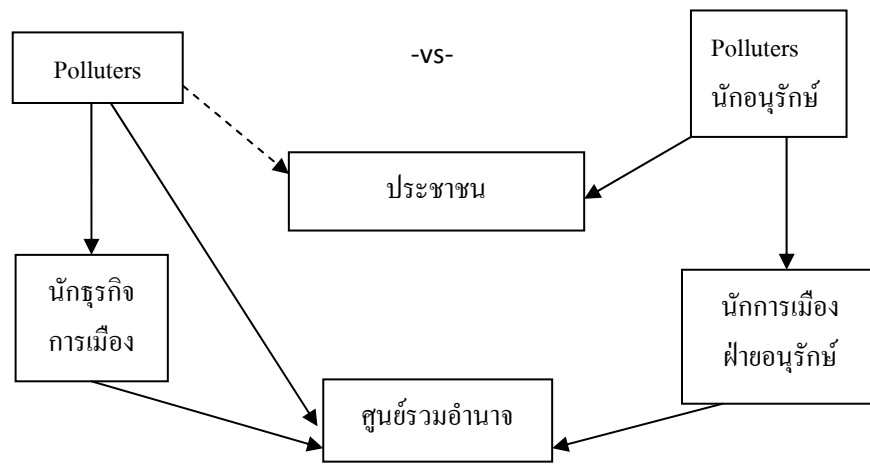 Polluters
-vs-
Polluters
นักอนุรักษ์
ประชาชน
นักธุรกิจ
การเมือง
นักการเมือง
ฝ่ายอนุรักษ์
ศูนย์รวมอำนาจ